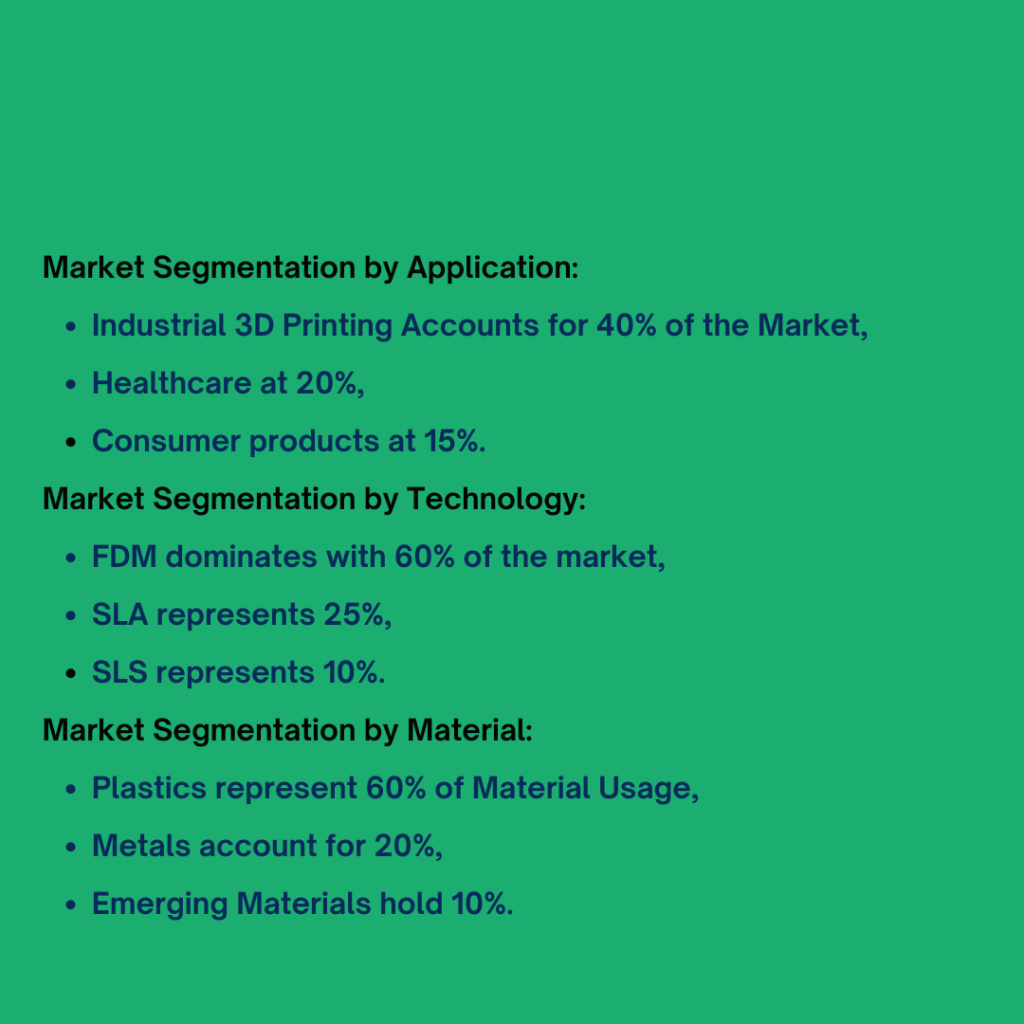 Market Segmentation by Application:
• Industrial 3D Printing Accounts for 40% of the Market,
• Healthcare at 20%,
• Consumer products at 15%.
Market Segmentation by Technology:
• FDM dominates with 60% of the market,
• SLA represents 25%,
• SLS represents 10%.
Market Segmentation by Material:
• Plastics represent 60% of Material Usage,
• Metals account for 20%,
• Emerging Materials hold 10%.